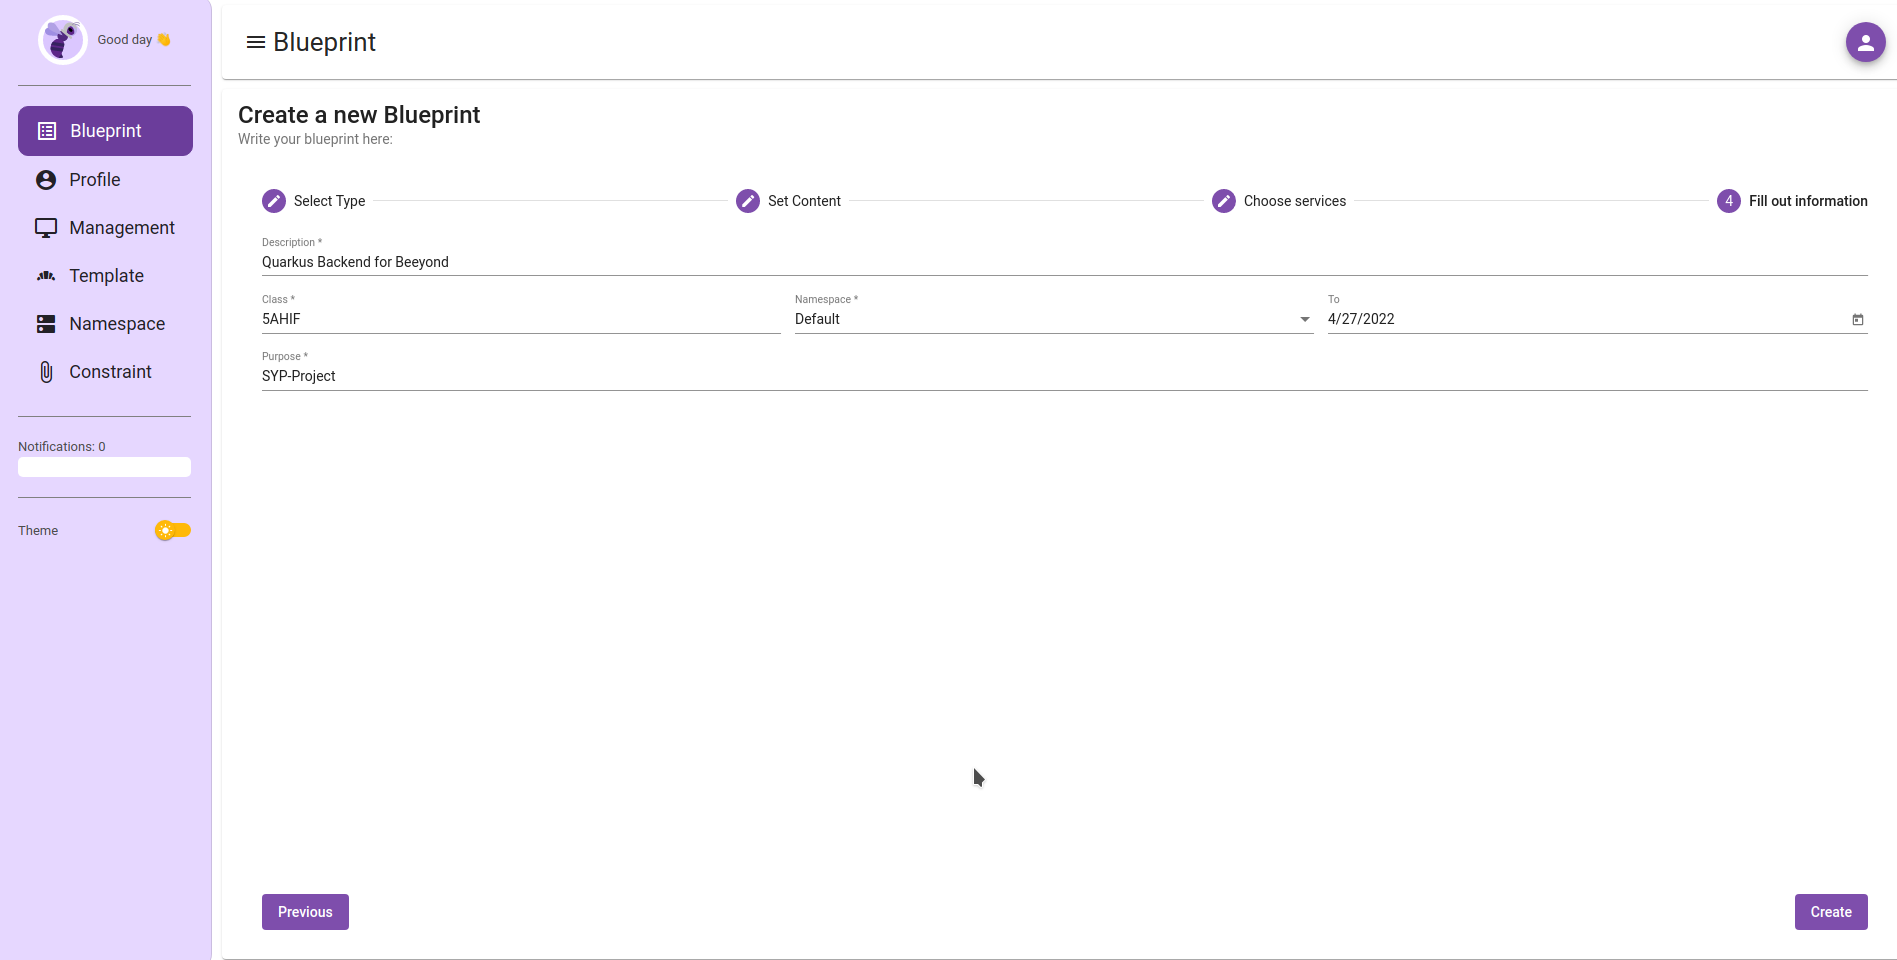 Good day 👋
Blueprint
Profile
Management
Template
Namespace
Constraint
Notifications: 0
Theme
Blueprint
Create a new Blueprint
Write your blueprint here:
Select Type
Set Content
Choose services
4 Fill out information
Description *
Quarkus Backend for Beeyond
Class *
5AHIF
Namespace *
Default
To
4/27/2022
Purpose *
SYP-Project
Previous
Create